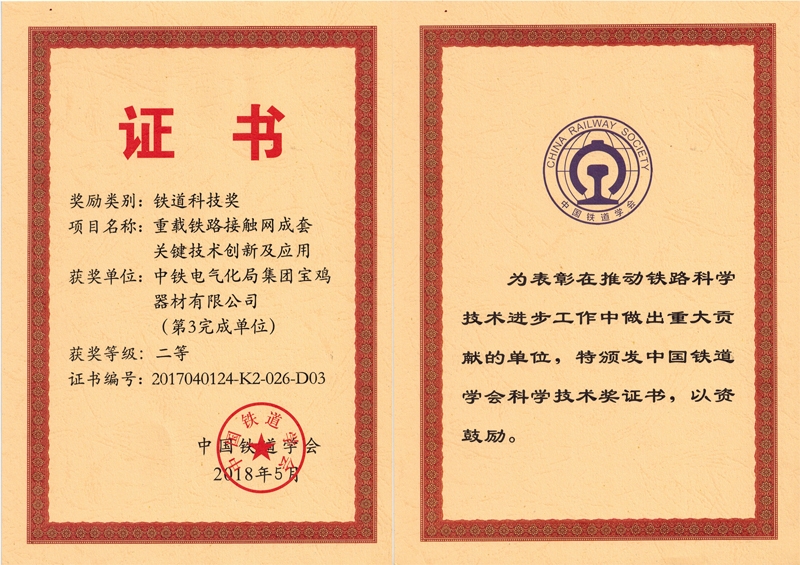 证 书
奖励类别：铁道科技奖
项目名称：重载铁路接触网成套
关键技术创新及应用
获奖单位：中铁电气化局集团宝鸡
器材有限公司
（第3完成单位）
获奖等级：二等
证书编号：2017040124-K2-026-D03
中国铁道学会
中国铁道学会
2018年5月
CHINA RAILWAY SOCIETY
中国铁道学会
为表彰在推动铁路科学
技术进步工作中做出重大贡
献的单位，特颁发中国铁道
学会科学技术奖证书，以资
鼓励。